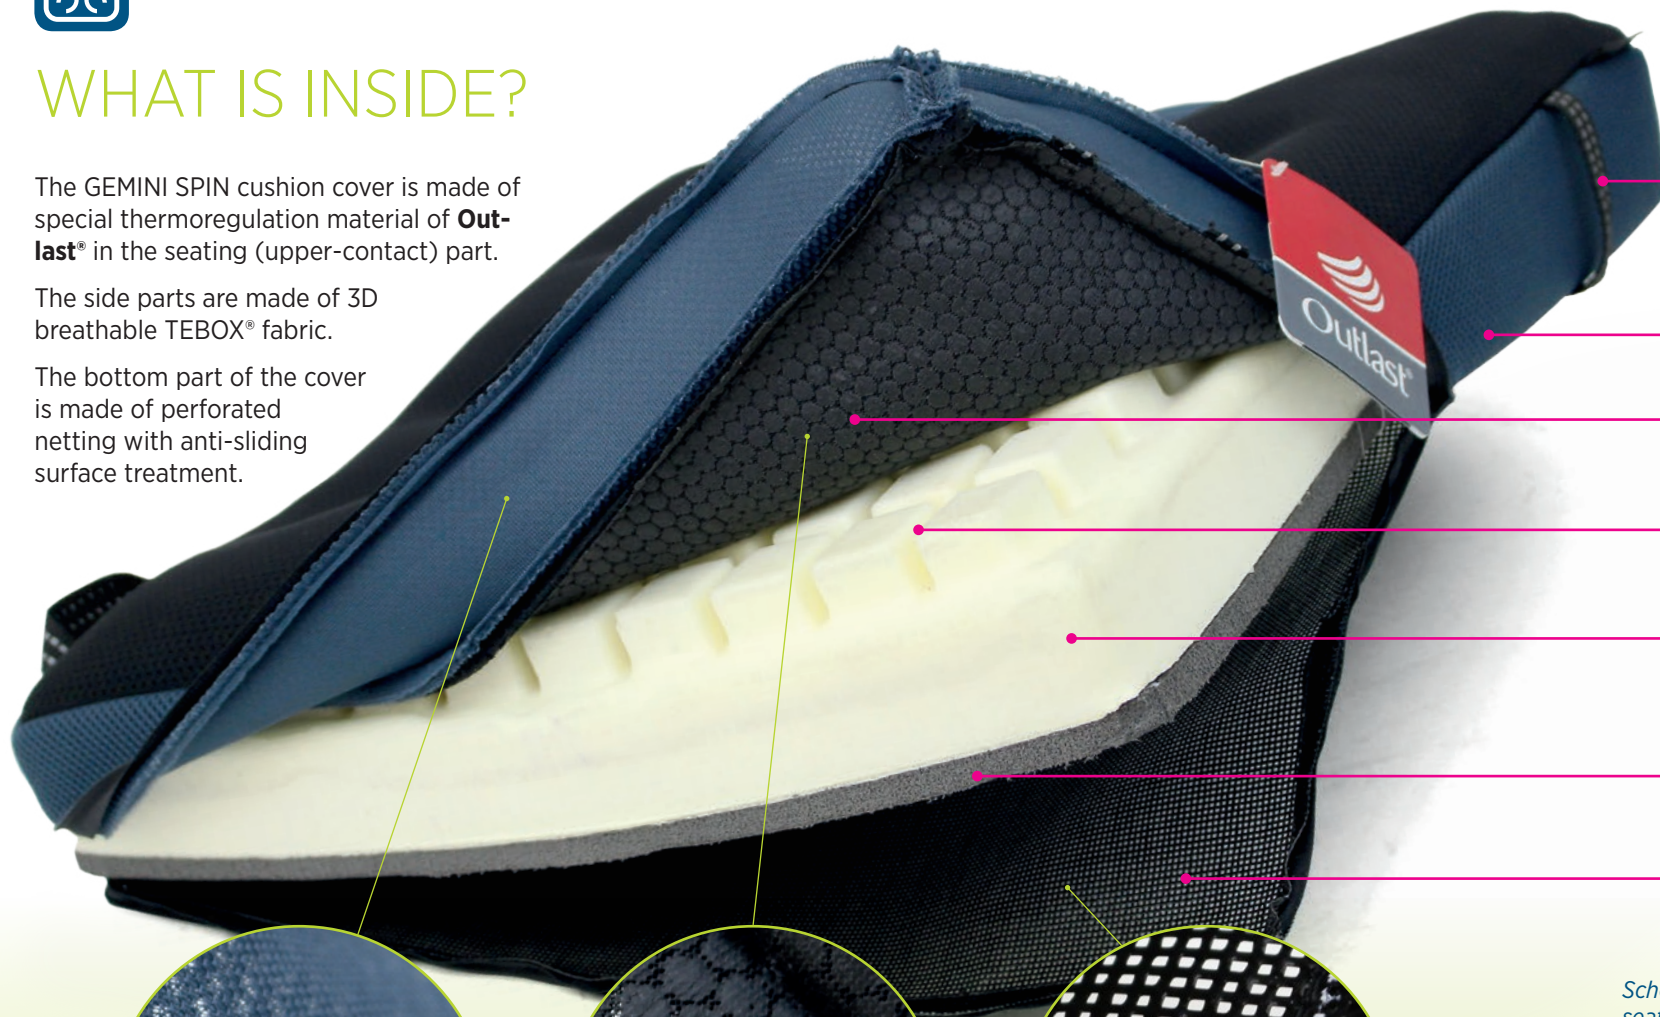 WHAT IS INSIDE?
The GEMINI SPIN cushion cover is made of
special thermoregulation material of Out-
last® in the seating (upper-contact) part.
The side parts are made of 3D
breathable TEBOX® fabric.
The bottom part of the cover
is made of perforated
netting with anti-sliding
surface treatment.
Outlast®